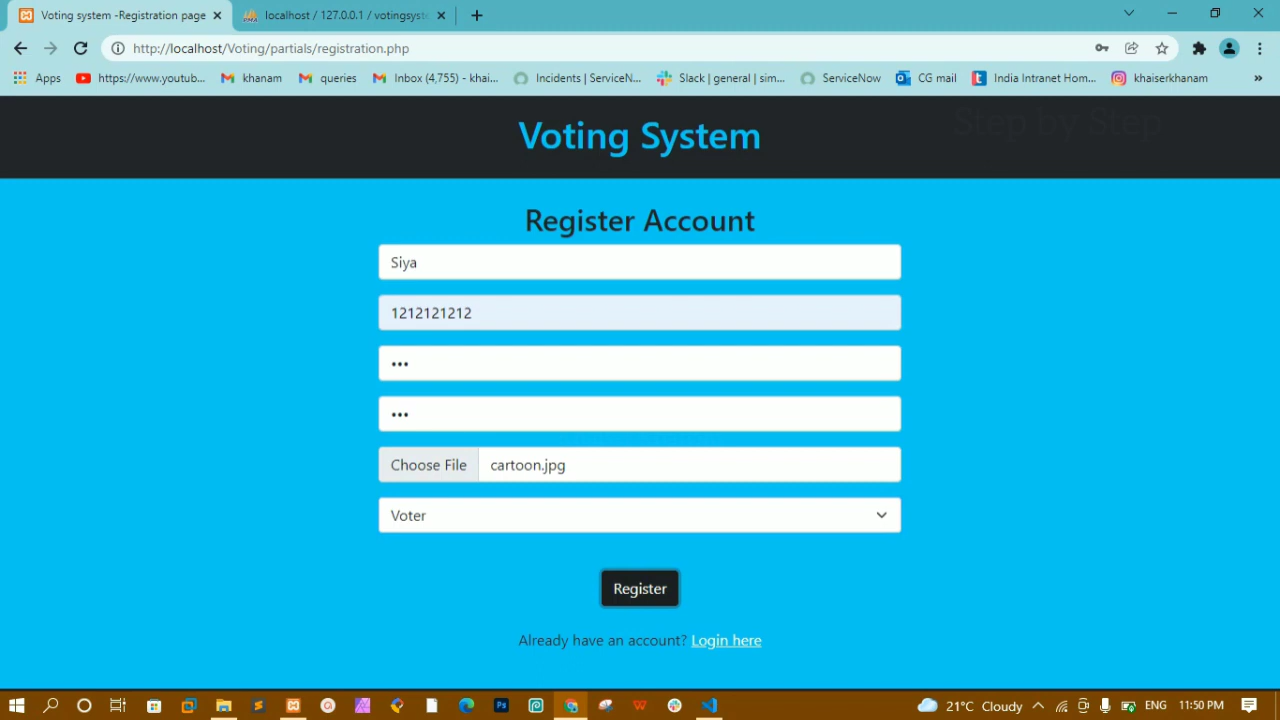 Voting system -Registration page
localhost / 127.0.0.1 / votingsyst
http://localhost/Voting/partials/registration.php
Apps
https://www.youtub...
khanam
queries
Inbox (4,755) - khai...
Incidents | ServiceN...
Slack | general | sim...
ServiceNow
CG mail
India Intranet Hom...
khaiserkhanam
»
Step by Step
Voting System
Register Account
Siya
1212121212
•••
•••
Choose File cartoon.jpg
Voter
Register
Already have an account? Login here
21°C Cloudy
ENG
11:50 PM